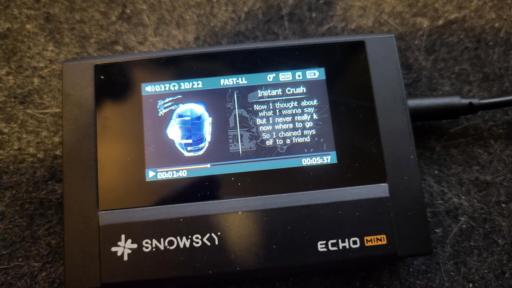 037 10/22 FAST-LL
Instant Crush
Now I thought about
what I wanna say
But I never really k
now where to go
So I chained mys
elf to a friend
00:01:40 00:05:37
SNOWSKY
ECHO MINI